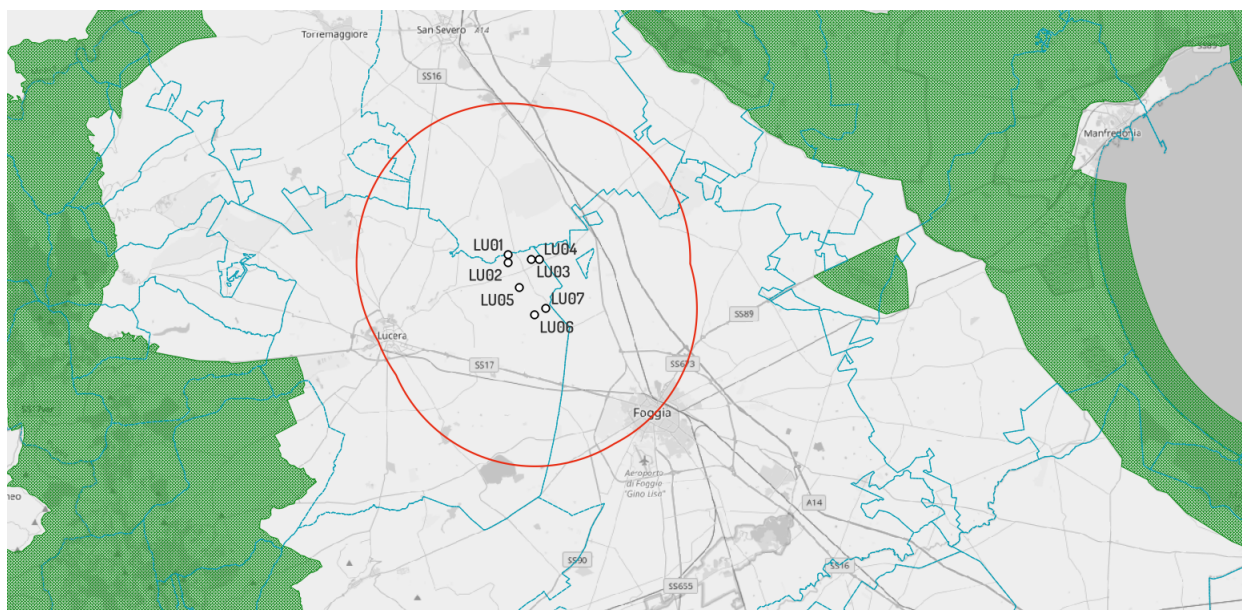 Torremaggiore
San Severo
A14
SS16
SS89
Manfredonia
LU01
LU04
LU02
LU03
LU05
LU07
LU06
SS89
Lucera
SS17
SS673
SS17var
Foggia
Aeroporto
di Foggia
"Gino Lisa"
A14
SS90
SS16
SS655